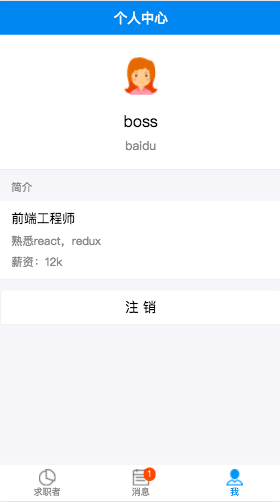 个人中心
boss
baidu
简介
前端工程师
熟悉react，redux
薪资：12k
注 销
1
求职者
消息
我